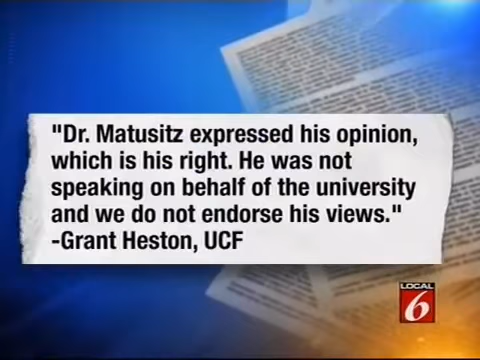 "Dr. Matusitz expressed his opinion,
which is his right. He was not
speaking on behalf of the university
and we do not endorse his views."
-Grant Heston, UCF
LOCAL
6